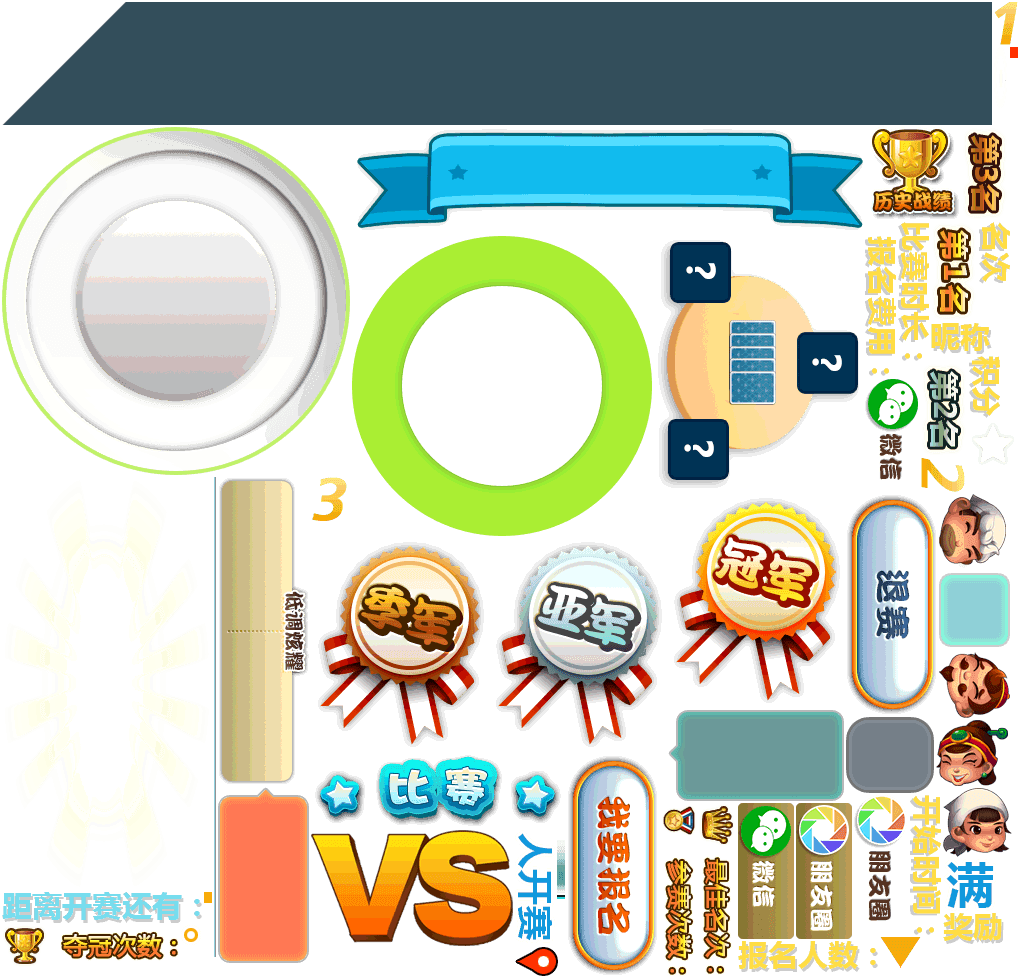 1
历史战绩
第3名
名次
第1名
比赛时长：
报名费用：
积分
第2名
微信
2
3
?
?
?
季军
亚军
冠军
退赛
低调炫耀
比赛
VS
人开赛
我要报名
最佳名次：
参赛次数：
微信
朋友圈
朋友圈
开始时间：
满
距离开赛还有：
夺冠次数：
报名人数：